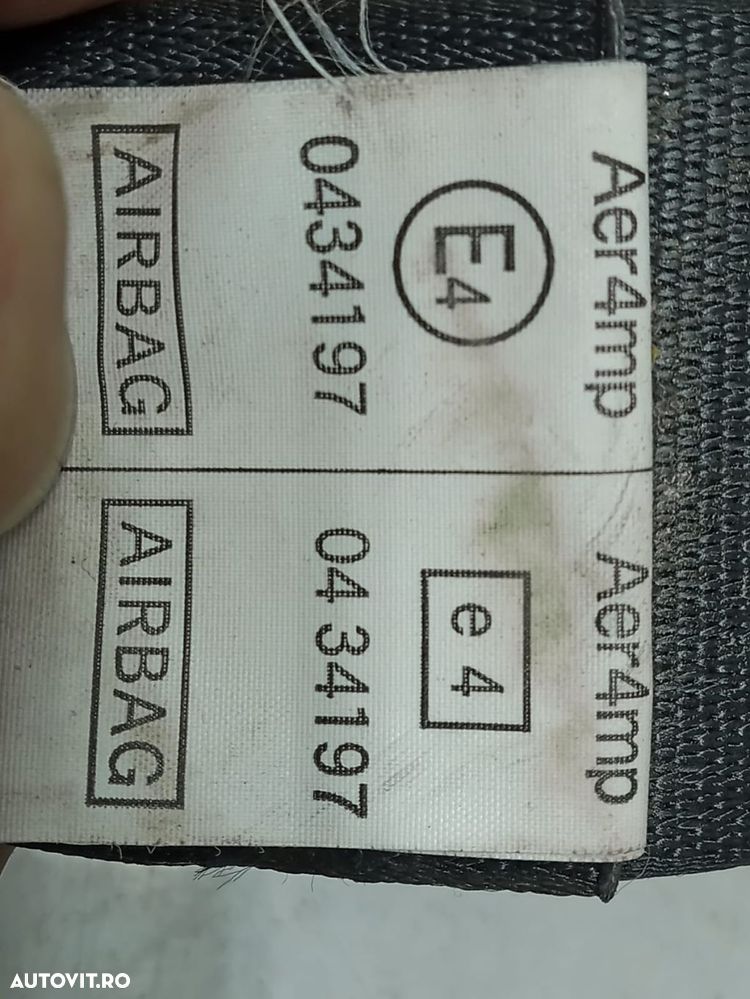 Aer4mp
E4
0434197
AIRBAG
Aer4mp
e 4
04 34197
AIRBAG
AUTOVIT.RO